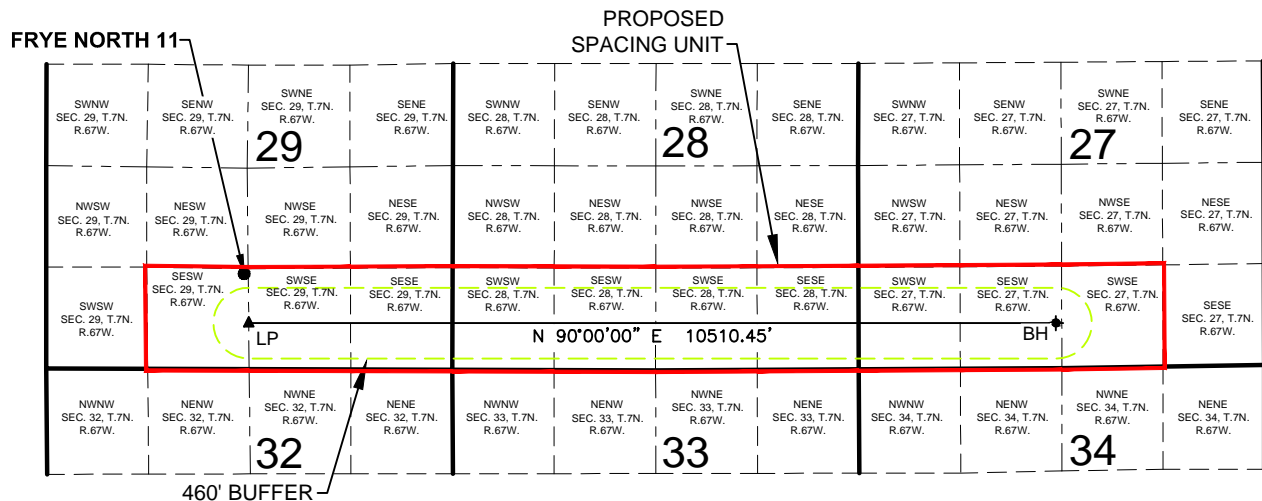 PROPOSED
SPACING UNIT
FRYE NORTH 11
SWNW
SEC. 29, T.7N.
R.67W.
SENW
SEC. 29, T.7N.
R.67W.
SWNE
SEC. 29, T.7N.
R.67W.
29
SENE
SEC. 29, T.7N.
R.67W.
SWNW
SEC. 28, T.7N.
R.67W.
SENW
SEC. 28, T.7N.
R.67W.
SWNE
SEC. 28, T.7N.
R.67W.
28
SENE
SEC. 28, T.7N.
R.67W.
SWNW
SEC. 27, T.7N.
R.67W.
SENW
SEC. 27, T.7N.
R.67W.
SWNE
SEC. 27, T.7N.
R.67W.
27
SENE
SEC. 27, T.7N.
R.67W.
NWSW
SEC. 29, T.7N.
R.67W.
NESW
SEC. 29, T.7N.
R.67W.
NWSE
SEC. 29, T.7N.
R.67W.
NESE
SEC. 29, T.7N.
R.67W.
NWSW
SEC. 28, T.7N.
R.67W.
NESW
SEC. 28, T.7N.
R.67W.
NWSE
SEC. 28, T.7N.
R.67W.
NESE
SEC. 28, T.7N.
R.67W.
NWSW
SEC. 27, T.7N.
R.67W.
NESW
SEC. 27, T.7N.
R.67W.
NWSE
SEC. 27, T.7N.
R.67W.
NESE
SEC. 27, T.7N.
R.67W.
SWSW
SEC. 29, T.7N.
R.67W.
SESW
SEC. 29, T.7N.
R.67W.
SWSE
SEC. 29, T.7N.
R.67W.
SESE
SEC. 29, T.7N.
R.67W.
SWSW
SEC. 28, T.7N.
R.67W.
SESW
SEC. 28, T.7N.
R.67W.
SWSE
SEC. 28, T.7N.
R.67W.
SESE
SEC. 28, T.7N.
R.67W.
SWSW
SEC. 27, T.7N.
R.67W.
SESW
SEC. 27, T.7N.
R.67W.
SWSE
SEC. 27, T.7N.
R.67W.
SESE
SEC. 27, T.7N.
R.67W.
LP
N 90°00'00" E 10510.45'
BH
NWNW
SEC. 32, T.7N.
R.67W.
NENW
SEC. 32, T.7N.
R.67W.
NWNE
SEC. 32, T.7N.
R.67W.
32
NENE
SEC. 32, T.7N.
R.67W.
NWNW
SEC. 33, T.7N.
R.67W.
NENW
SEC. 33, T.7N.
R.67W.
NWNE
SEC. 33, T.7N.
R.67W.
33
NENE
SEC. 33, T.7N.
R.67W.
NWNW
SEC. 34, T.7N.
R.67W.
NENW
SEC. 34, T.7N.
R.67W.
NWNE
SEC. 34, T.7N.
R.67W.
34
NENE
SEC. 34, T.7N.
R.67W.
460' BUFFER